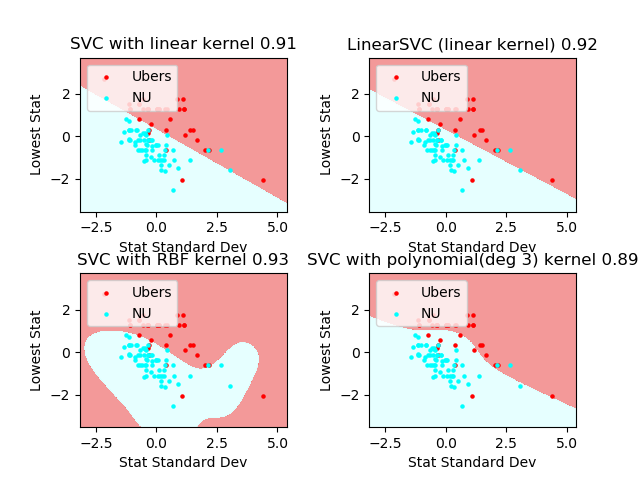 SVC with linear kernel 0.91
Ubers
NU
2
0
−2
Lowest Stat
−2.5 0.0 2.5 5.0
Stat Standard Dev
LinearSVC (linear kernel) 0.92
Ubers
NU
2
0
−2
Lowest Stat
−2.5 0.0 2.5 5.0
Stat Standard Dev
SVC with RBF kernel 0.93
Ubers
NU
2
0
−2
Lowest Stat
−2.5 0.0 2.5 5.0
Stat Standard Dev
SVC with polynomial(deg 3) kernel 0.89
Ubers
NU
2
0
−2
Lowest Stat
−2.5 0.0 2.5 5.0
Stat Standard Dev